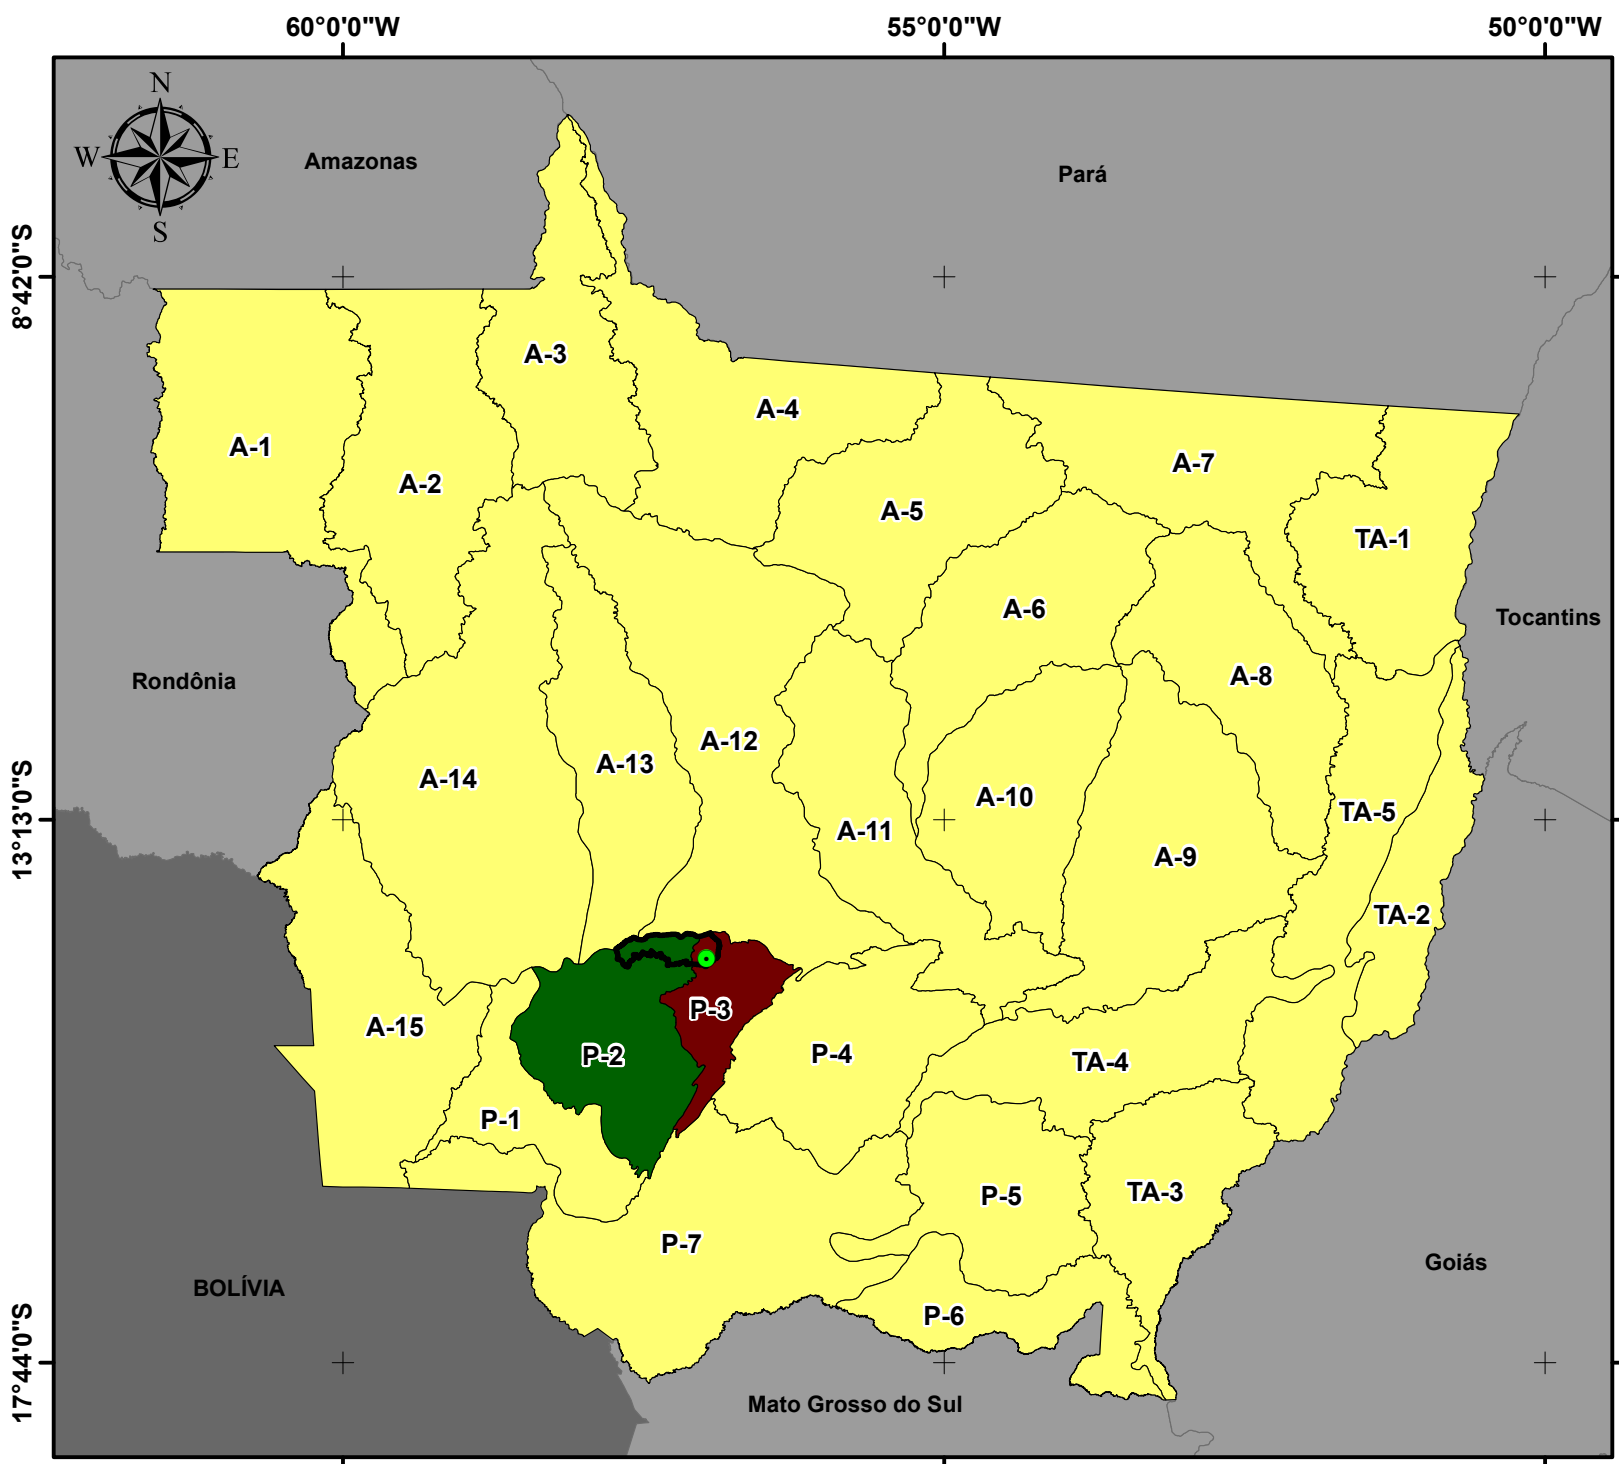 60°0'0"W
55°0'0"W
50°0'0"W
N
W
E
S
Amazonas
Pará
8°42'0"S
A-3
A-4
A-1
A-7
A-2
A-5
TA-1
A-6
Tocantins
Rondônia
A-8
A-12
A-13
A-14
A-10
TA-5
13°13'0"S
A-11
A-9
TA-2
P-3
A-15
P-2
P-4
TA-4
P-1
TA-3
P-5
P-7
Goiás
BOLÍVIA
P-6
17°44'0"S
Mato Grosso do Sul